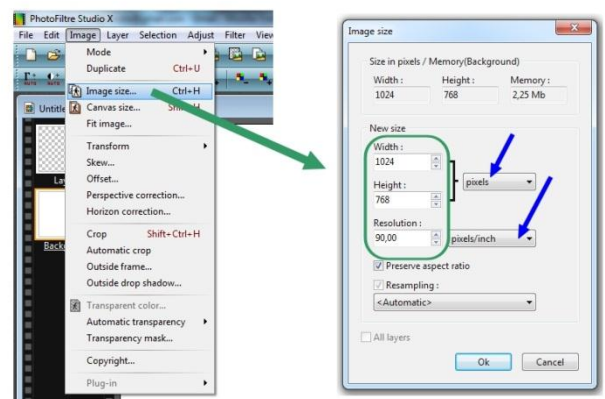 PhotoFiltre Studio X
File Edit Image Layer Selection Adjust Filter View
Mode
Duplicate Ctrl+U
Image size... Ctrl+H
Canvas size...
Fit image...
Transform
Skew...
Offset...
Perspective correction...
Horizon correction...
Crop Shift+Ctrl+H
Automatic crop
Outside frame...
Outside drop shadow...
Transparent color...
Automatic transparency
Transparency mask...
Copyright...
Plug-in
Image size
Size in pixels / Memory(Background)
Width : Height : Memory :
1024 768 2,25 Mb
New size
Width :
1024
pixels
Height :
768
Resolution :
90,00 pixels/inch
Preserve aspect ratio
Resampling :
<Automatic>
All layers
Ok Cancel